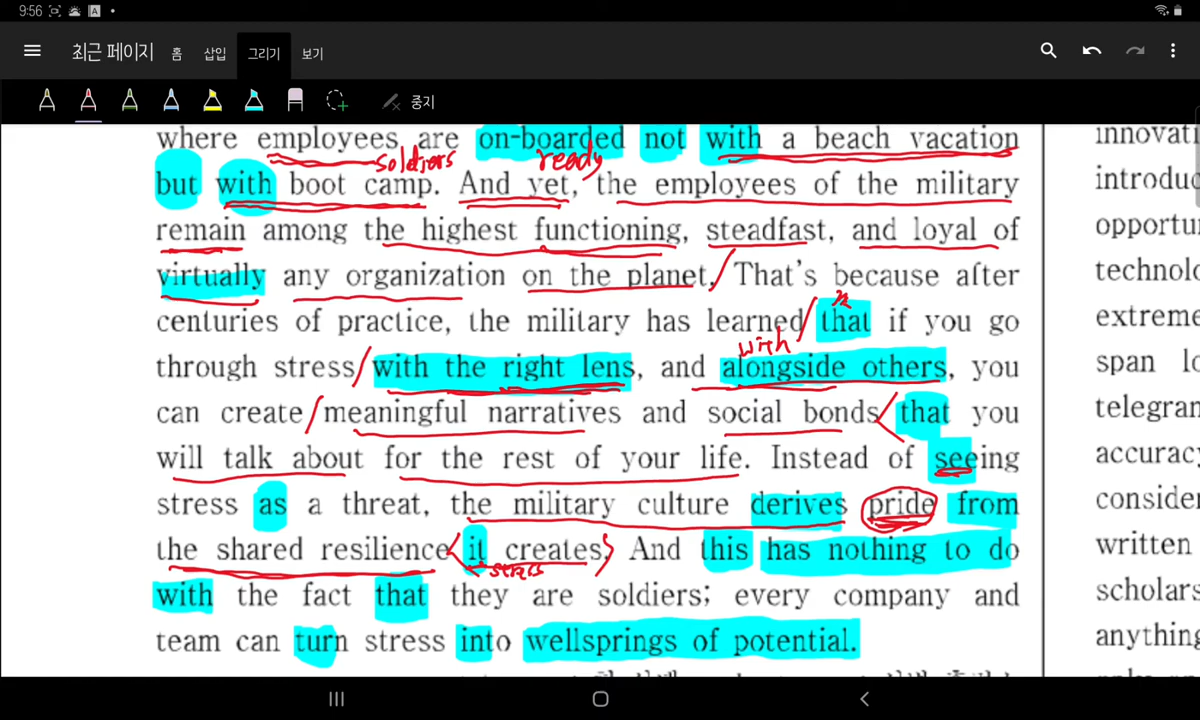 9:56
최근 페이지 홈 삽입 그리기 보기
중지
where employees are on-boarded not with a beach vacation
soldiers ready
but with boot camp. And yet, the employees of the military
remain among the highest functioning, steadfast, and loyal of
virtually any organization on the planet. That's because after
centuries of practice, the military has learned that if you go
with
through stress with the right lens, and alongside others, you
can create meaningful narratives and social bonds that you
will talk about for the rest of your life. Instead of seeing
stress as a threat, the military culture derives pride from
the shared resilience it creates. And this has nothing to do
stress
with the fact that they are soldiers; every company and
team can turn stress into wellsprings of potential.
innovati
introduc
opportu
technolo
extreme
span lo
telegran
accuracy
conside
written
scholars
anything